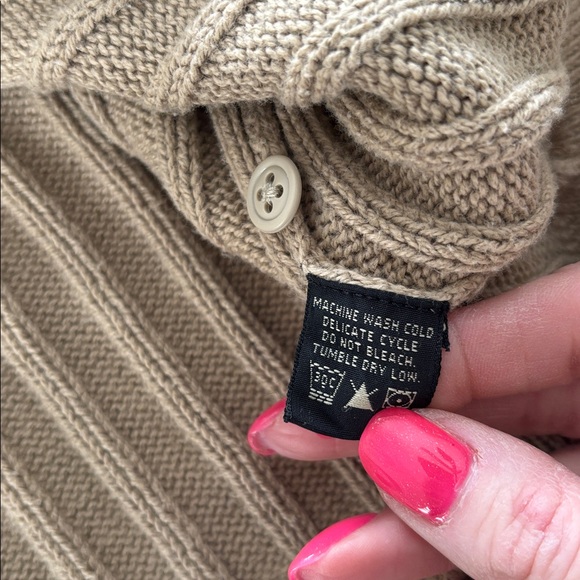 MACHINE WASH COLD
DELICATE CYCLE
DO NOT BLEACH.
TUMBLE DRY LOW.
30C